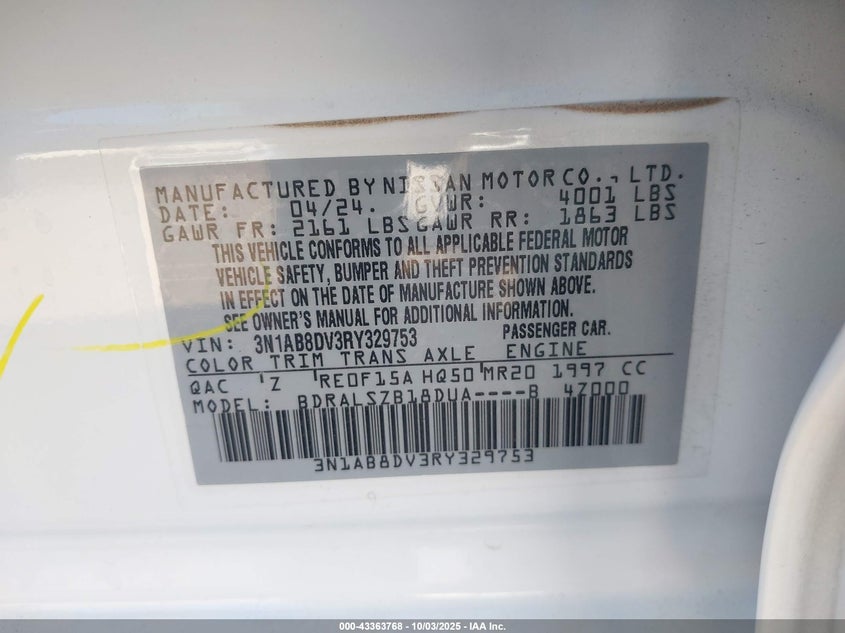 MANUFACTURED BY NISSAN MOTOR CO., LTD.
DATE: 04/24. GVWR: 4001 LBS
GAWR FR: 2161 LBS GAWR RR: 1863 LBS
THIS VEHICLE CONFORMS TO ALL APPLICABLE FEDERAL MOTOR
VEHICLE SAFETY, BUMPER AND THEFT PREVENTION STANDARDS
IN EFFECT ON THE DATE OF MANUFACTURE SHOWN ABOVE.
SEE OWNER'S MANUAL FOR ADDITIONAL INFORMATION.
VIN: 3N1AB8DV3RY329753 PASSENGER CAR.
COLOR TRIM TRANS AXLE ENGINE
QAC Z RE0F15A HQ50 MR20 1997 CC
MODEL: BDRALSZB18DUA----B 4Z000
3N1AB8DV3RY329753
000-43363768 - 10/03/2025 - IAA Inc.